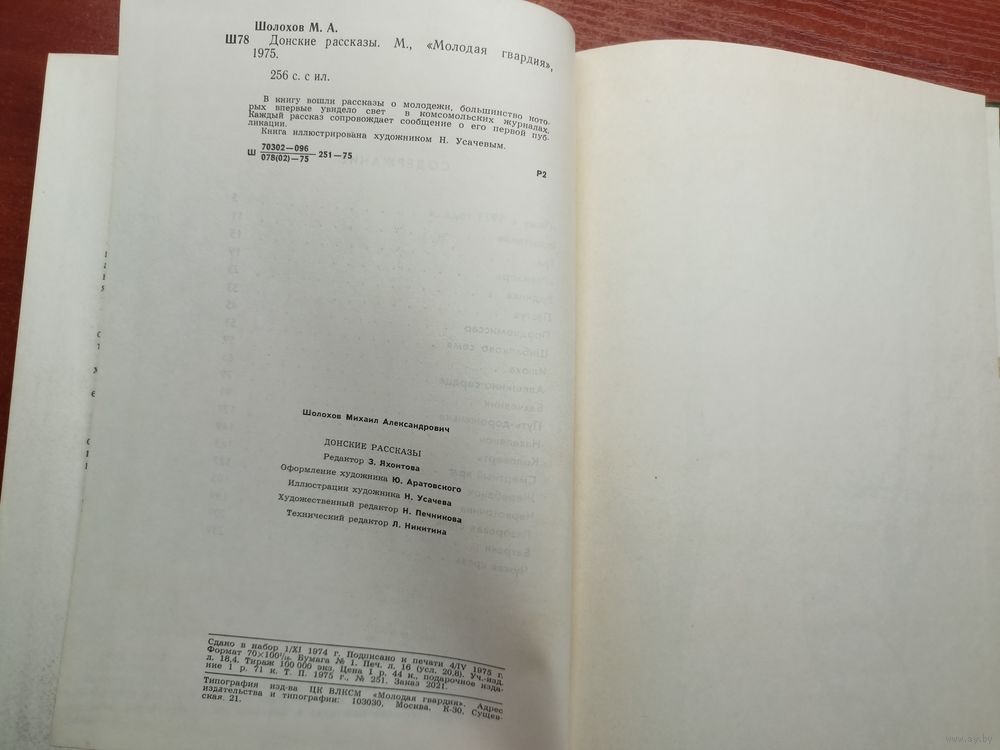 Шолохов М. А.
Ш78 Донские рассказы. М., «Молодая гвардия»,
1975.
256 с. с ил.
В книгу вошли рассказы о молодежи, большинство кото-
рых впервые увидело свет в комсомольских журналах.
Каждый рассказ сопровождает сообщение о его первой пуб-
ликации.
Книга иллюстрирована художником Н. Усачевым.
Ш 70302—096
078(02)—75 251—75
Р2
Шолохов Михаил Александрович
ДОНСКИЕ РАССКАЗЫ
Редактор З. Яхонтова
Оформление художника Ю. Аратовского
Иллюстрации художника Н. Усачева
Художественный редактор Н. Печникова
Технический редактор Л. Никитина
Сдано в набор 1/XI 1974 г. Подписано к печати 4/IV 1975 г.
Формат 70×100¹/₁₆. Бумага № 1. Печ. л. 16 (усл. 20,8). Уч.-изд.
л. 18,4. Тираж 100 000 экз. Цена 1 р. 44 к., подарочное изда-
ние 1 р. 71 к. Т. П. 1975 г., № 251. Заказ 2021.
Типография изд-ва ЦК ВЛКСМ «Молодая гвардия». Адрес
издательства и типографии: 103030, Москва. К-30, Сущев-
ская, 21.
www.ay.by